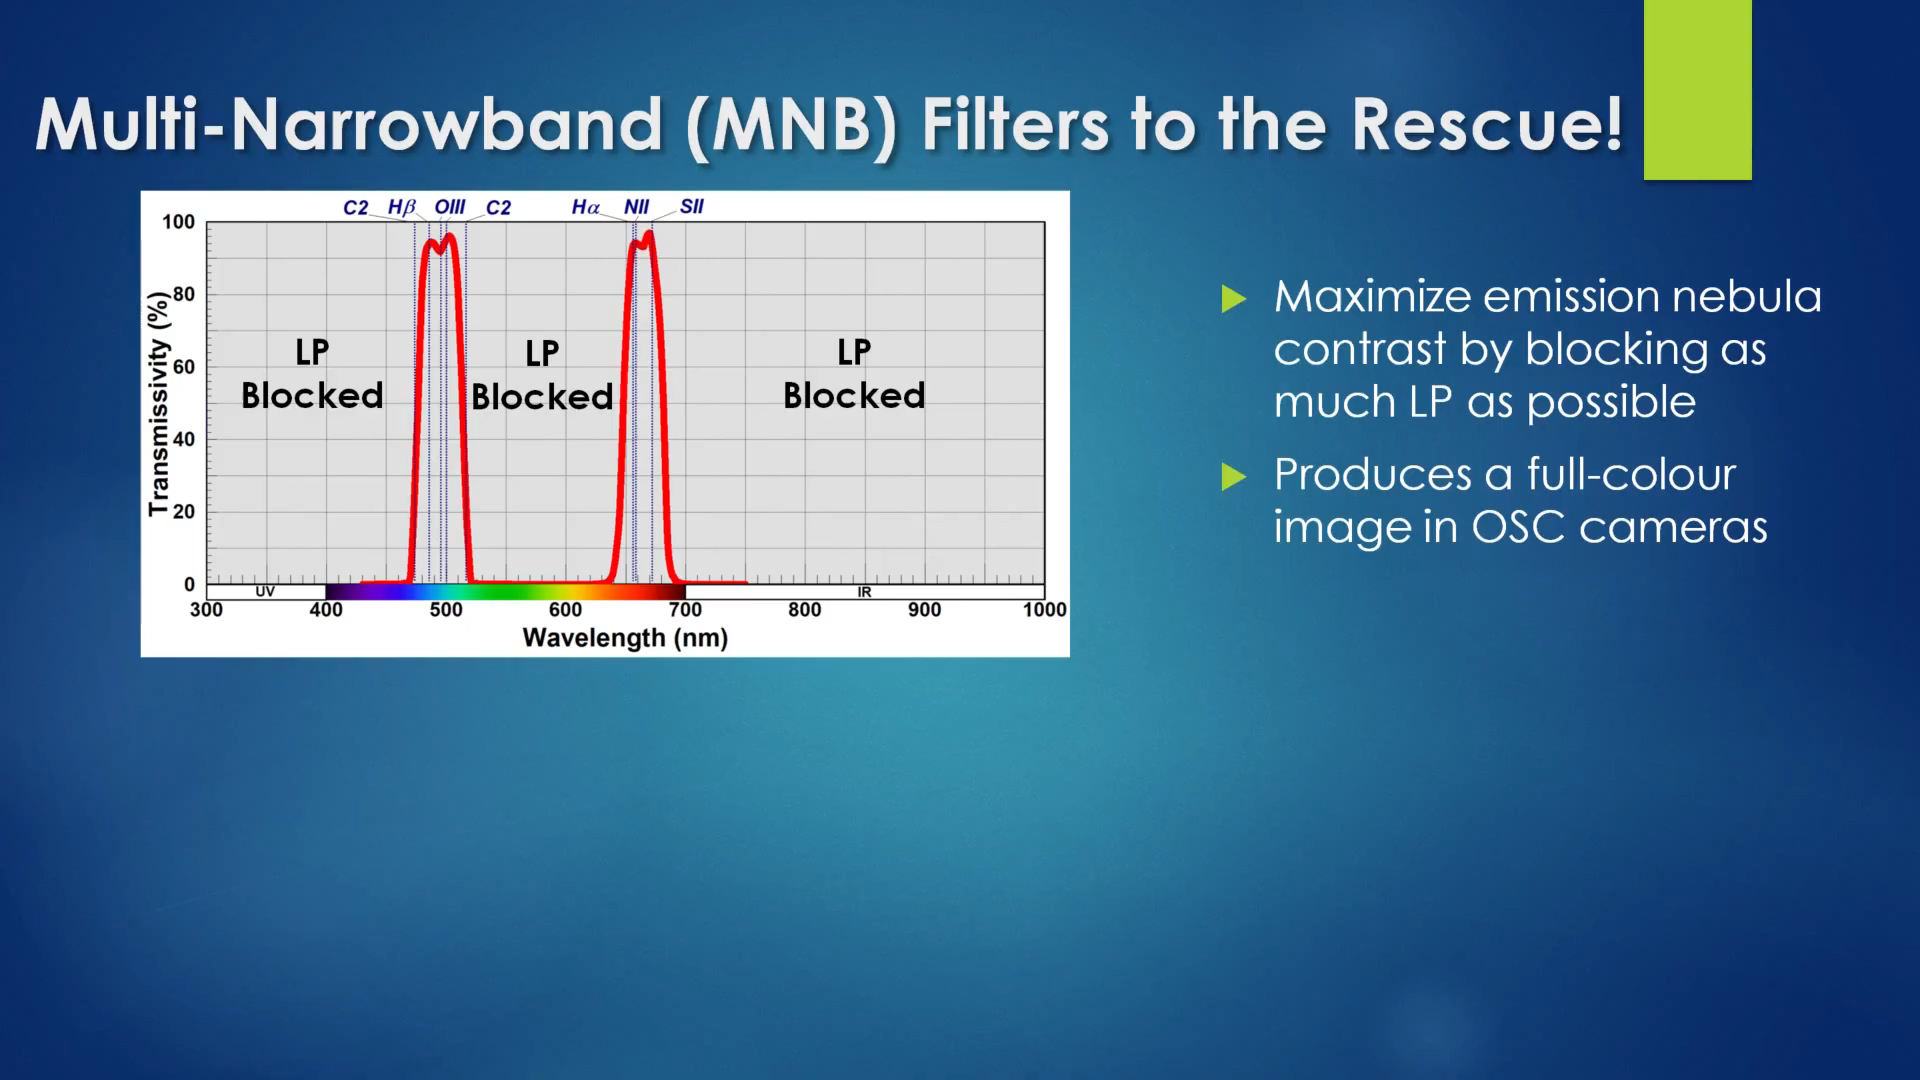 Multi-Narrowband (MNB) Filters to the Rescue!
C2 Hβ OIII C2 Hα NII SII
100
80
60
40
20
0
Transmissivity (%)
LP
Blocked
LP
Blocked
LP
Blocked
UV IR
300 400 500 600 700 800 900 1000
Wavelength (nm)
Maximize emission nebula
contrast by blocking as
much LP as possible
Produces a full-colour
image in OSC cameras